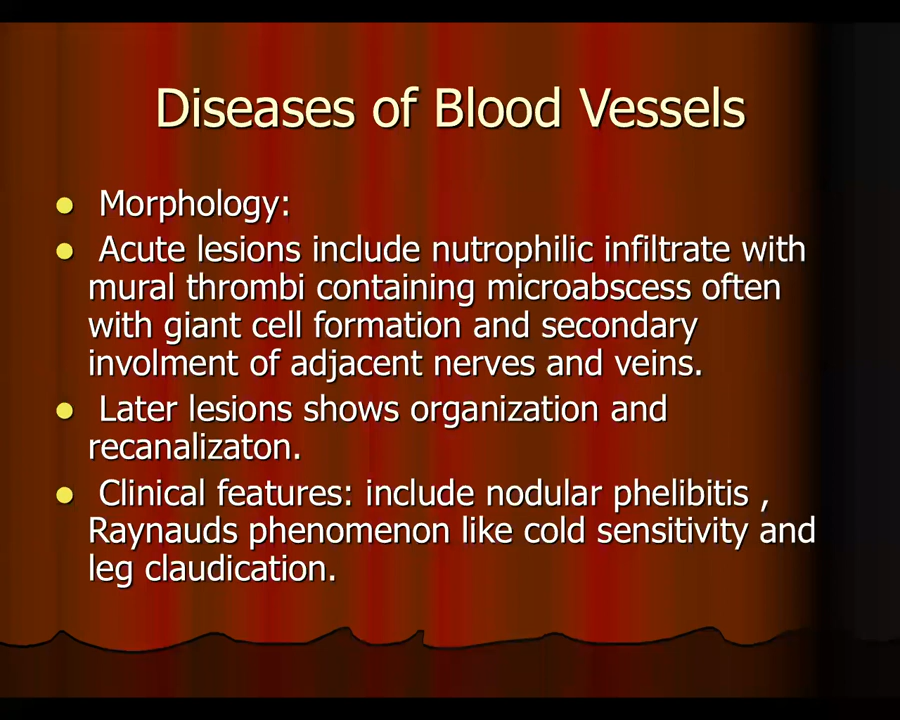 Diseases of Blood Vessels
● Morphology:
● Acute lesions include nutrophilic infiltrate with
mural thrombi containing microabscess often
with giant cell formation and secondary
involment of adjacent nerves and veins.
● Later lesions shows organization and
recanalizaton.
● Clinical features: include nodular phelibitis ,
Raynauds phenomenon like cold sensitivity and
leg claudication.